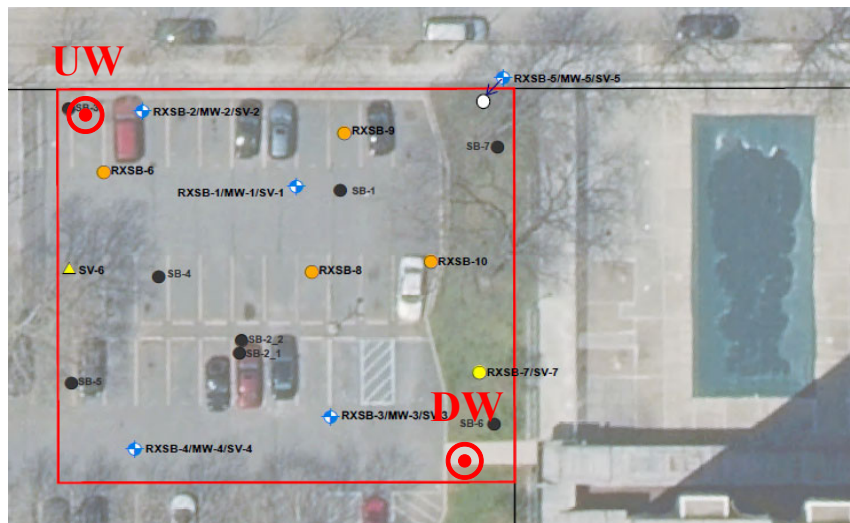 UW
RXSB-5/MW-5/SV-5
SB-3
RXSB-2/MW-2/SV-2
RXSB-9
SB-7
RXSB-6
RXSB-1/MW-1/SV-1
SB-1
SV-6
SB-4
RXSB-8
RXSB-10
SB-2_2
SB-2_1
SB-5
RXSB-7/SV-7
DW
RXSB-3/MW-3/SV-3
SB-6
RXSB-4/MW-4/SV-4